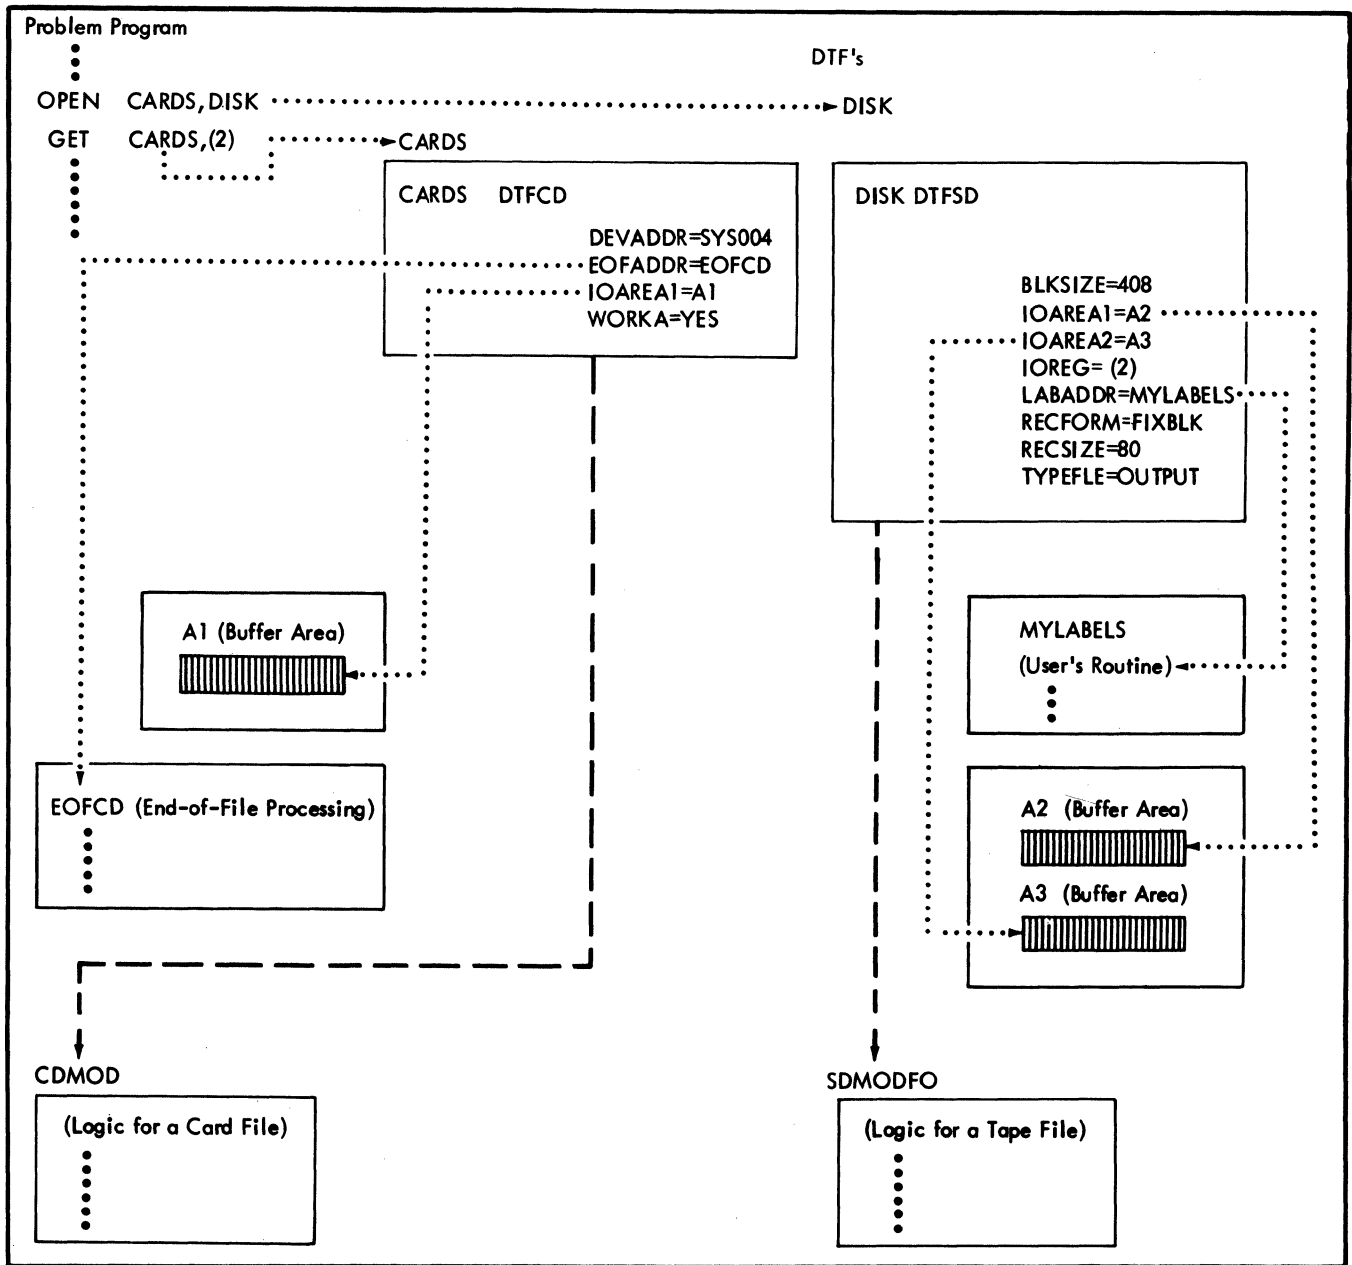 Problem Program
DTF's
OPEN CARDS,DISK DISK
GET CARDS,(2) CARDS
CARDS DTFCD
DEVADDR=SYS004
EOFADDR=EOFCD
IOAREA1=A1
WORKA=YES
DISK DTFSD
BLKSIZE=408
IOAREA1=A2
IOAREA2=A3
IOREG= (2)
LABADDR=MYLABELS
RECFORM=FIXBLK
RECSIZE=80
TYPEFLE=OUTPUT
A1 (Buffer Area)
MYLABELS
(User's Routine)
EOFCD (End-of-File Processing)
A2 (Buffer Area)
A3 (Buffer Area)
CDMOD
(Logic for a Card File)
SDMODFO
(Logic for a Tape File)